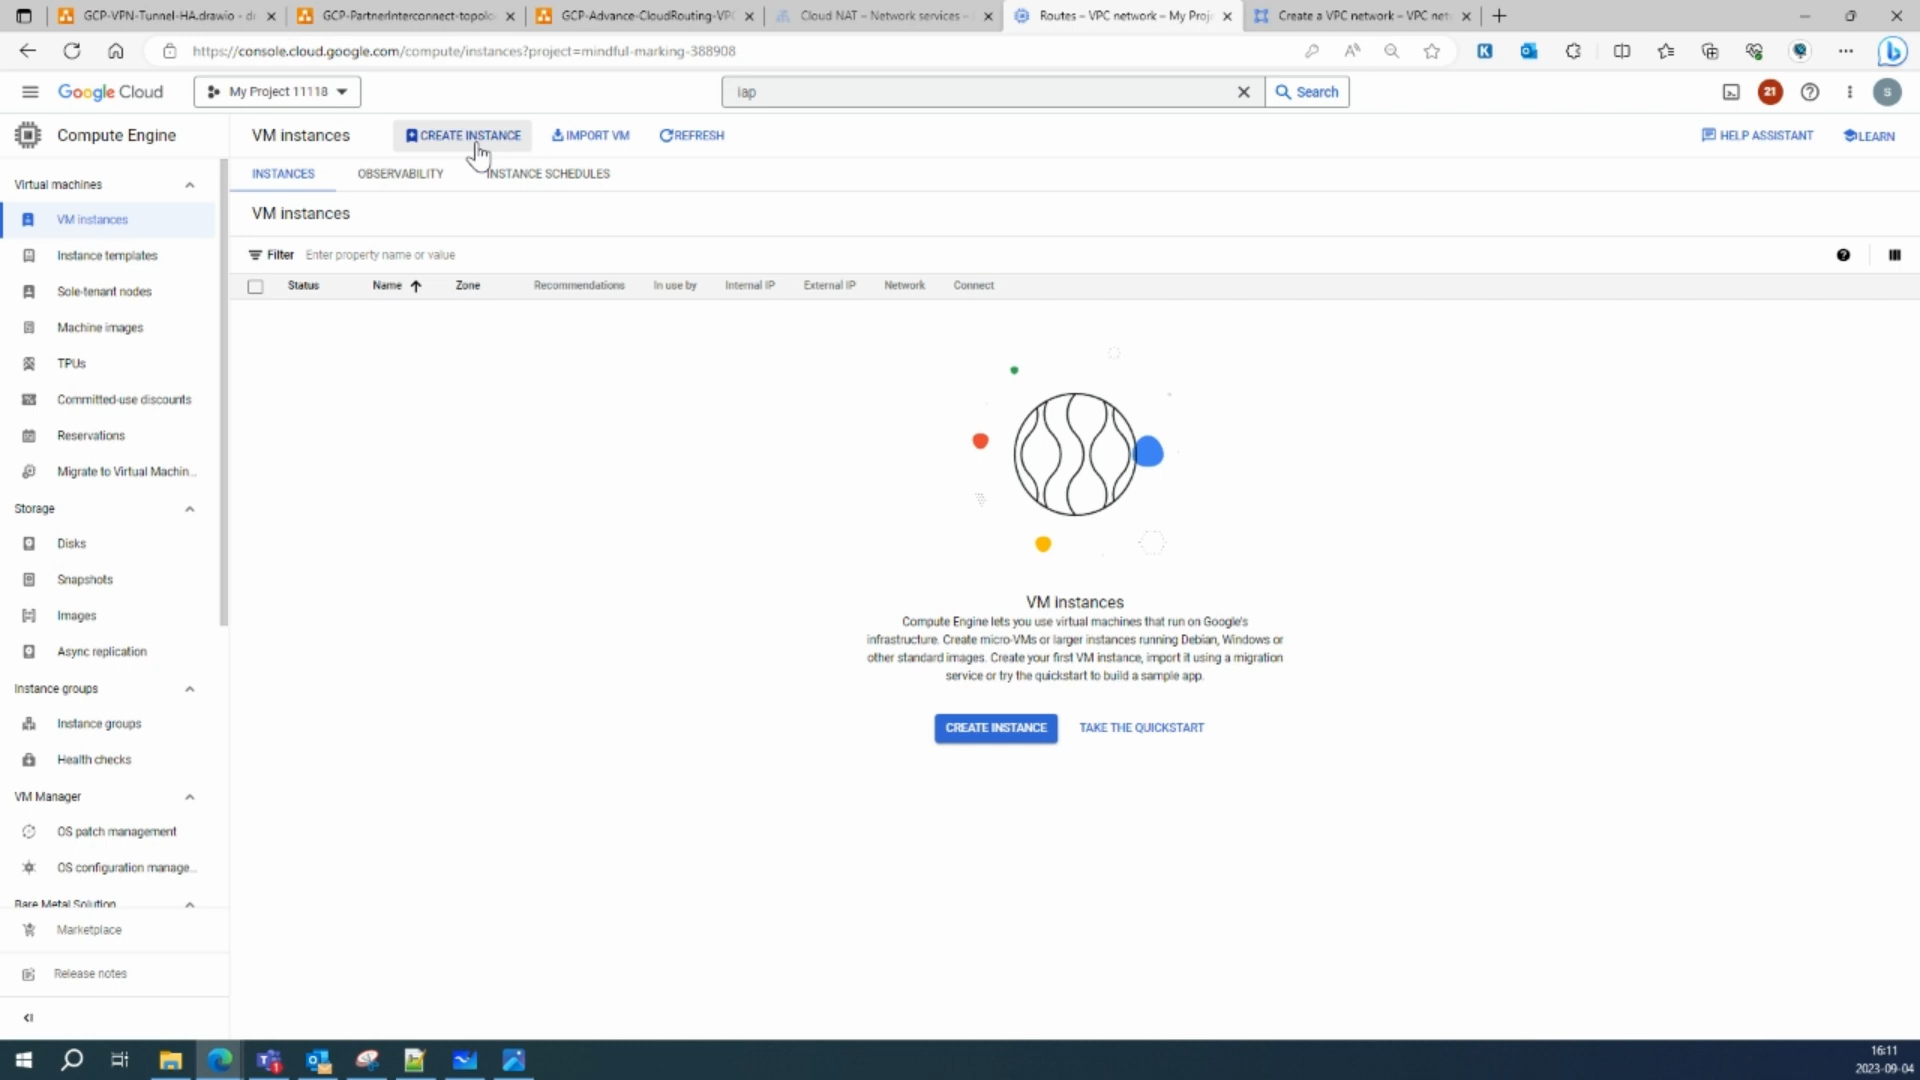 GCP-VPN-Tunnel-HA.drawio - d
GCP-PartnerInterconnect-topolo
GCP-Advance-CloudRouting-VPC
Cloud NAT – Network services –
Routes – VPC network – My Proj
Create a VPC network – VPC net
https://console.cloud.google.com/compute/instances?project=mindful-marking-388908
Google Cloud
My Project 11118
iap
Search
21
S
Compute Engine
VM instances
CREATE INSTANCE
IMPORT VM
REFRESH
HELP ASSISTANT
LEARN
INSTANCES
OBSERVABILITY
INSTANCE SCHEDULES
Virtual machines
VM instances
Instance templates
Sole-tenant nodes
Machine images
TPUs
Committed-use discounts
Reservations
Migrate to Virtual Machin...
Storage
Disks
Snapshots
Images
Async replication
Instance groups
Instance groups
Health checks
VM Manager
OS patch management
OS configuration manage...
Bare Metal Solution
Marketplace
Release notes
VM instances
Filter
Enter property name or value
Status
Name
Zone
Recommendations
In use by
Internal IP
External IP
Network
Connect
VM instances
Compute Engine lets you use virtual machines that run on Google's
infrastructure. Create micro-VMs or larger instances running Debian, Windows or
other standard images. Create your first VM instance, import it using a migration
service or try the quickstart to build a sample app.
CREATE INSTANCE
TAKE THE QUICKSTART
16:11
2023-09-04